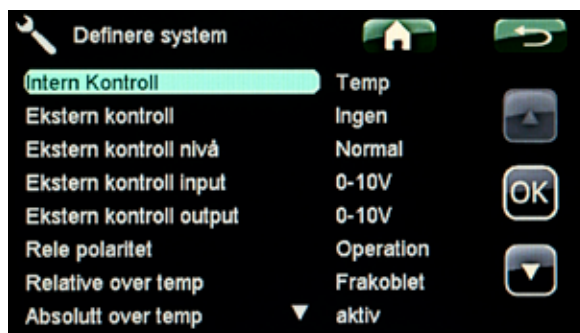 Definere system
Intern Kontroll Temp
Ekstern kontroll Ingen
Ekstern kontroll nivå Normal
Ekstern kontroll input 0-10V
OK
Ekstern kontroll output 0-10V
Rele polaritet Operation
Relative over temp Frakoblet
Absolutt over temp aktiv